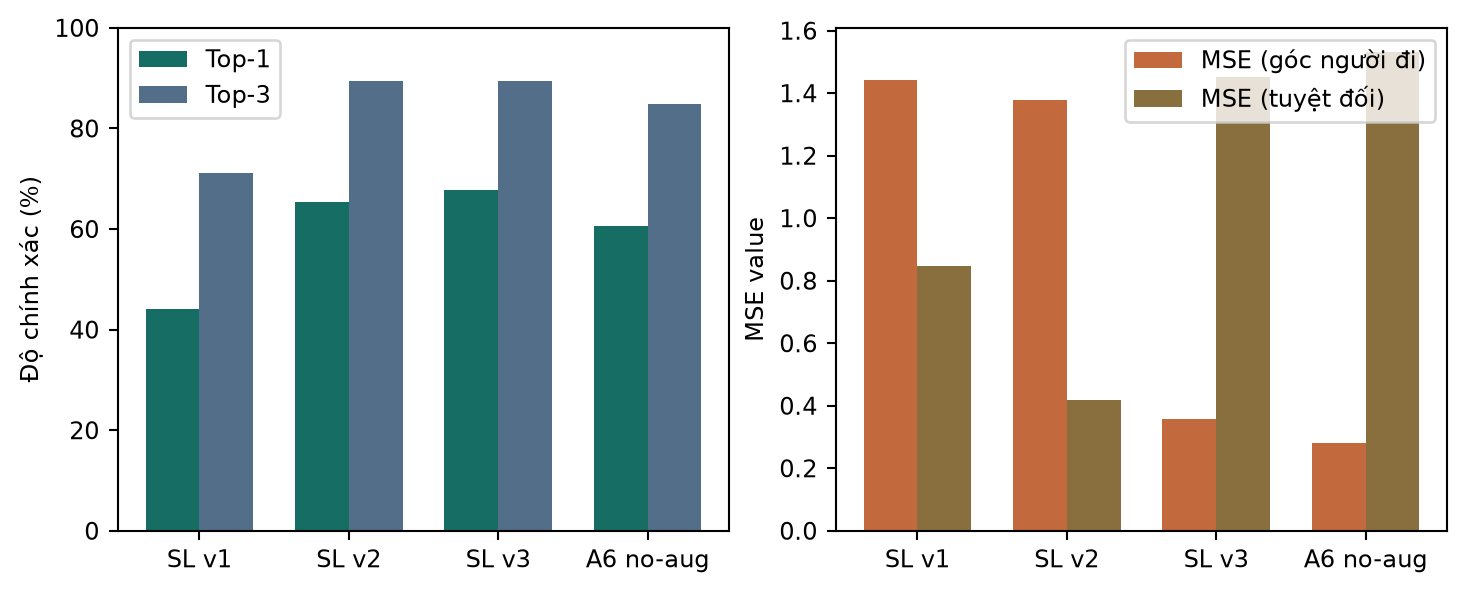 100
80
60
40
20
0
Độ chính xác (%)
Top-1
Top-3
SL v1
SL v2
SL v3
A6 no-aug
1.6
1.4
1.2
1.0
0.8
0.6
0.4
0.2
0.0
MSE value
MSE (góc người đi)
MSE (tuyệt đối)
SL v1
SL v2
SL v3
A6 no-aug